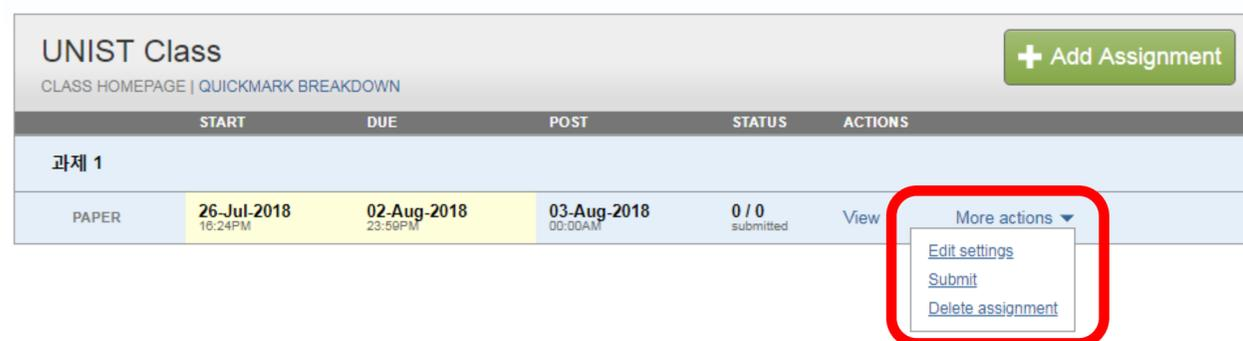 UNIST Class
+ Add Assignment
CLASS HOMEPAGE | QUICKMARK BREAKDOWN
START DUE POST STATUS ACTIONS
과제 1
PAPER 26-Jul-2018 02-Aug-2018 03-Aug-2018 0 / 0 View More actions
16:24PM 23:59PM 00:00AM submitted
Edit settings
Submit
Delete assignment